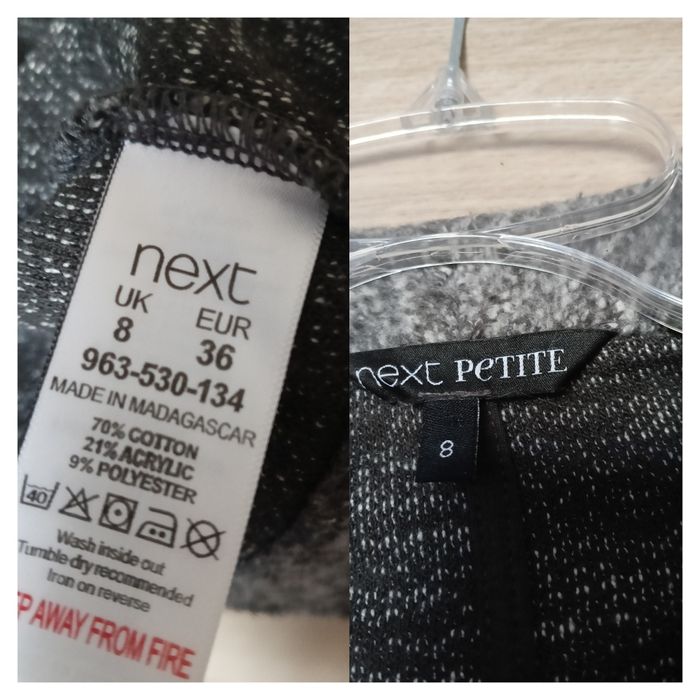 next
UK EUR
8 36
963-530-134
MADE IN MADAGASCAR
70% COTTON
21% ACRYLIC
9% POLYESTER
40
Wash inside out
Tumble dry recommended
Iron on reverse
AWAY FROM FIRE
next PETITE
8